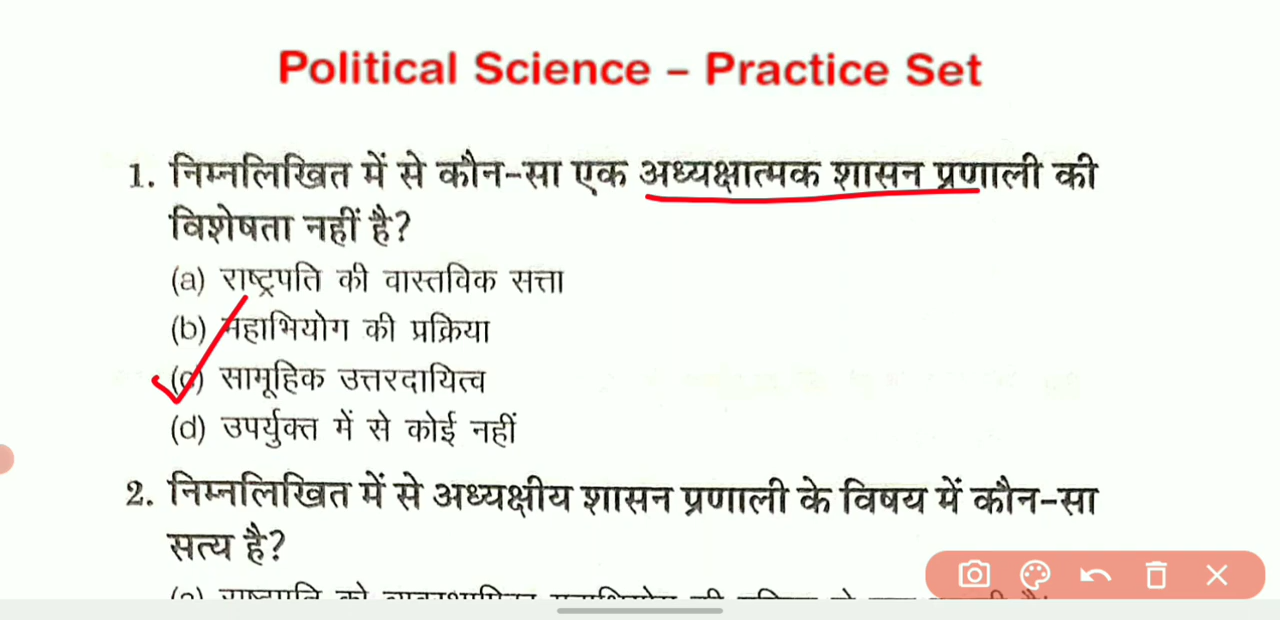 Political Science – Practice Set
1. निम्नलिखित में से कौन-सा एक अध्यक्षात्मक शासन प्रणाली की
विशेषता नहीं है?
(a) राष्ट्रपति की वास्तविक सत्ता
(b) महाभियोग की प्रक्रिया
(c) सामूहिक उत्तरदायित्व
(d) उपर्युक्त में से कोई नहीं
2. निम्नलिखित में से अध्यक्षीय शासन प्रणाली के विषय में कौन-सा
सत्य है?